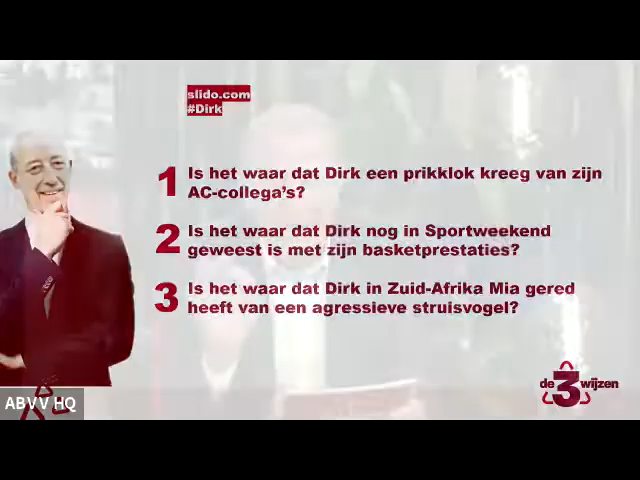 slido.com
#Dirk
1 Is het waar dat Dirk een prikklok kreeg van zijn
AC-collega's?
2 Is het waar dat Dirk nog in Sportweekend
geweest is met zijn basketprestaties?
3 Is het waar dat Dirk in Zuid-Afrika Mia gered
heeft van een agressieve struisvogel?
de 3 wijzen
ABVV HQ